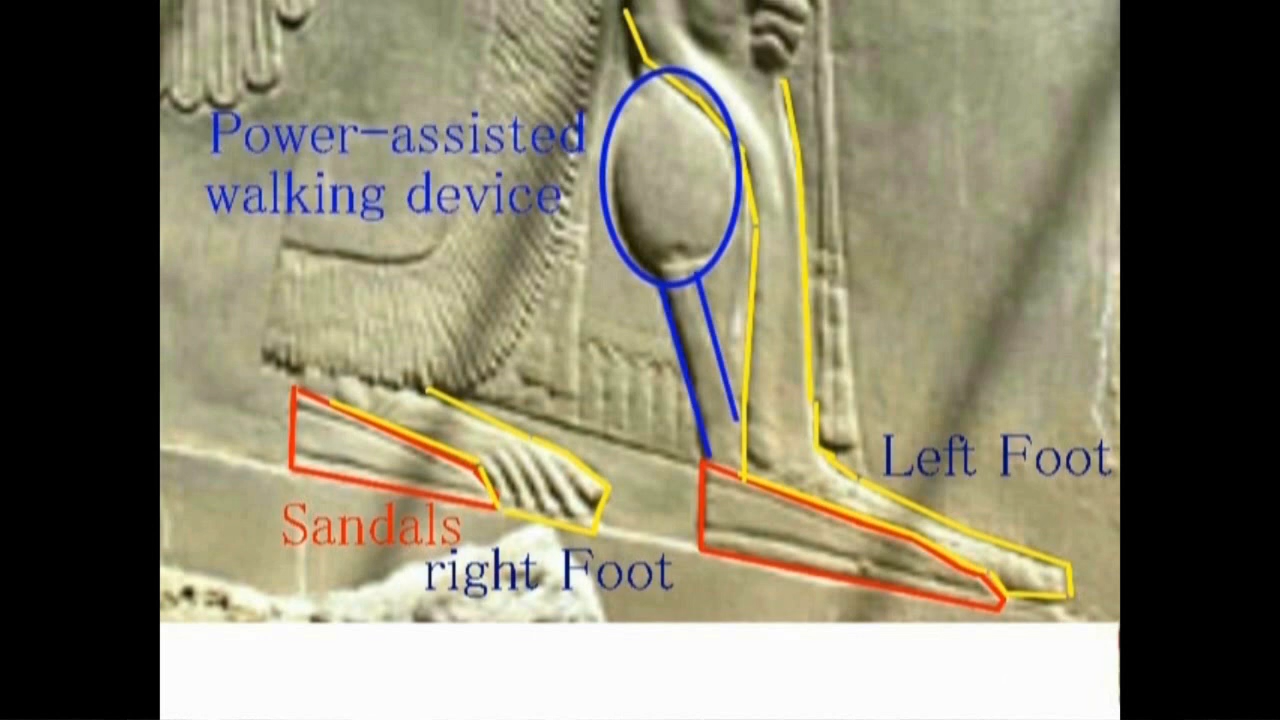 Power-assisted
walking device
Left Foot
Sandals
right Foot